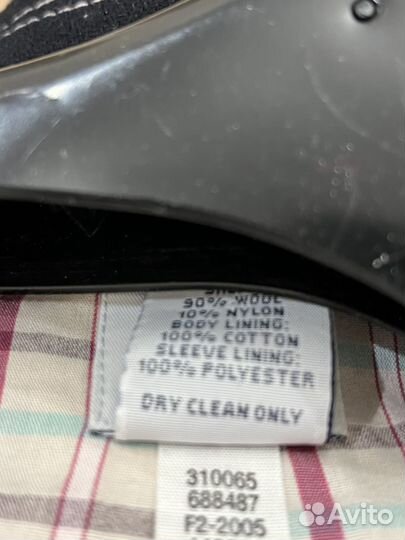 90% WOOL
10% NYLON
BODY LINING:
100% COTTON
SLEEVE LINING:
100% POLYESTER
DRY CLEAN ONLY
310065
688487
F2-2005
Avito